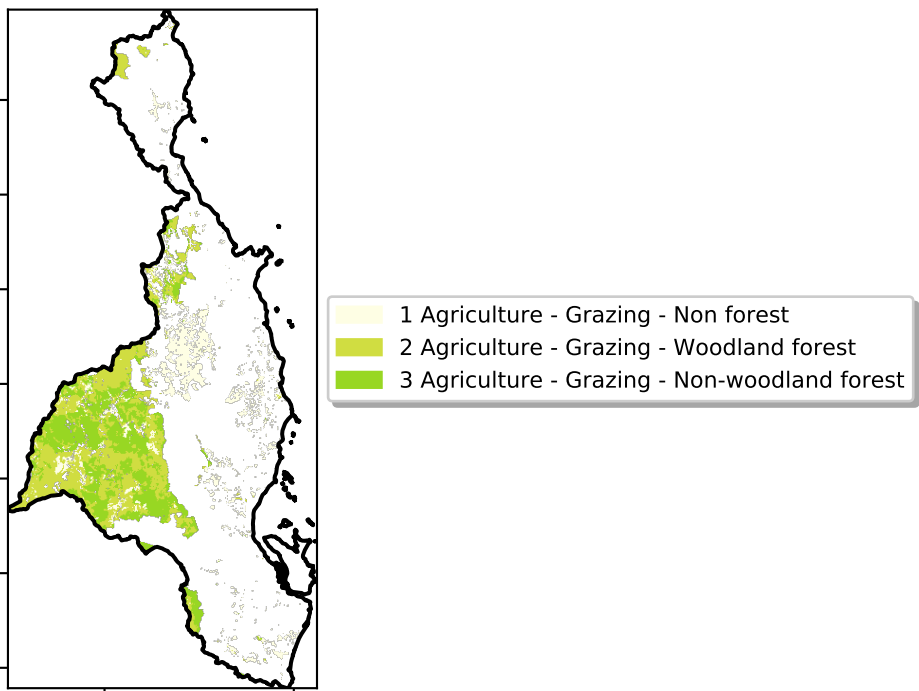 1 Agriculture - Grazing - Non forest
2 Agriculture - Grazing - Woodland forest
3 Agriculture - Grazing - Non-woodland forest